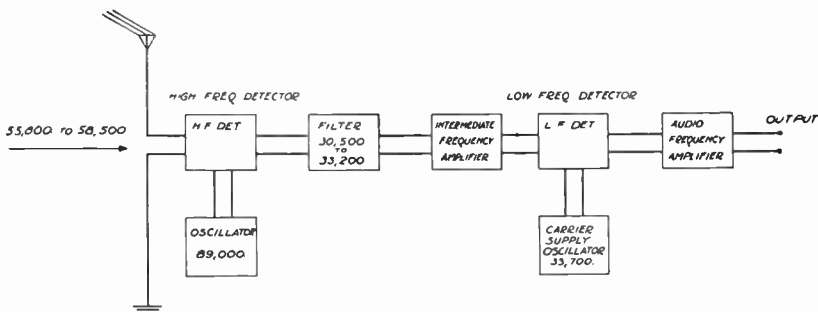 HIGH FREQ DETECTOR
LOW FREQ DETECTOR
55,800. TO 58,500
H F DET
FILTER
30,500
TO
33,200
INTERMEDIATE
FREQUENCY
AMPLIFIER
L F DET
AUDIO
FREQUENCY
AMPLIFIER
OUTPUT
OSCILLATOR
89,000.
CARRIER
SUPPLY
OSCILLATOR
33,700.